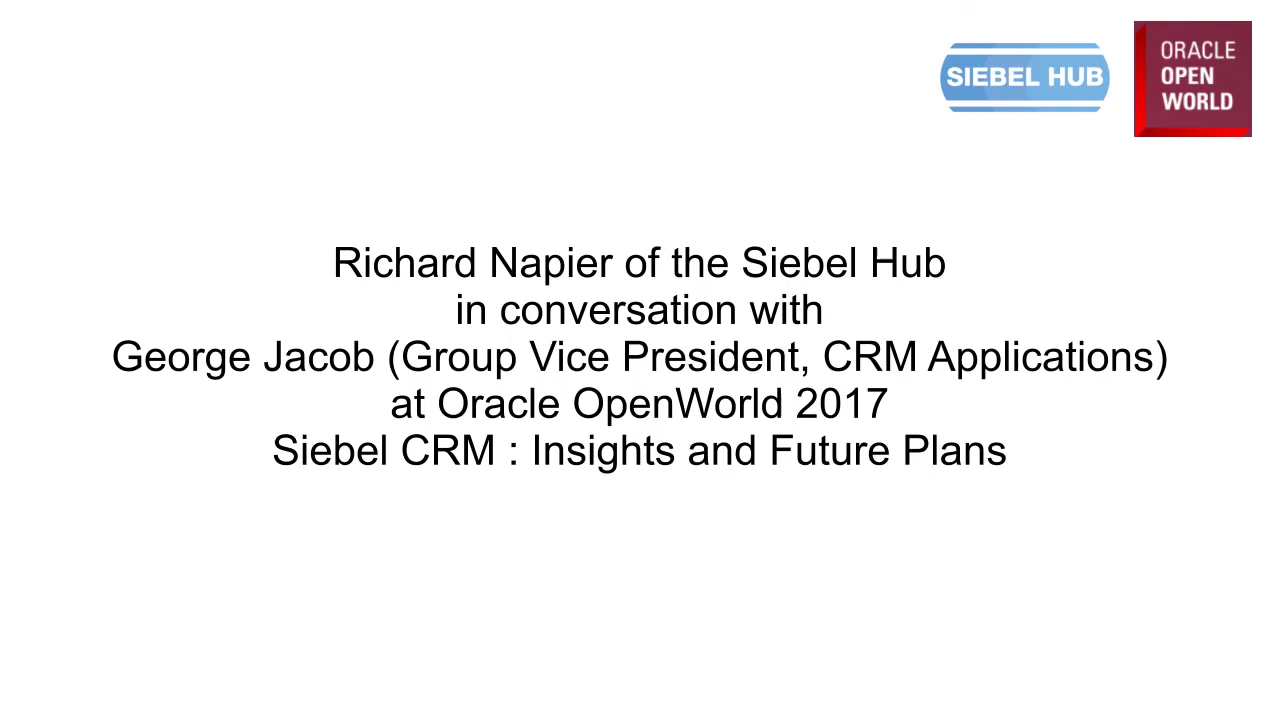 SIEBEL HUB
ORACLE
OPEN
WORLD
Richard Napier of the Siebel Hub
in conversation with
George Jacob (Group Vice President, CRM Applications)
at Oracle OpenWorld 2017
Siebel CRM : Insights and Future Plans